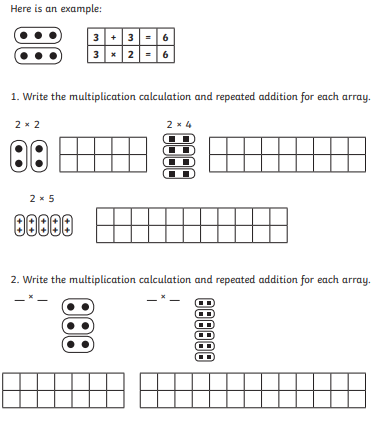 Here is an example:
3 + 3 = 6
3 × 2 = 6
1. Write the multiplication calculation and repeated addition for each array.
2 × 2
2 × 4
2 × 5
2. Write the multiplication calculation and repeated addition for each array.
__ × __
__ × __